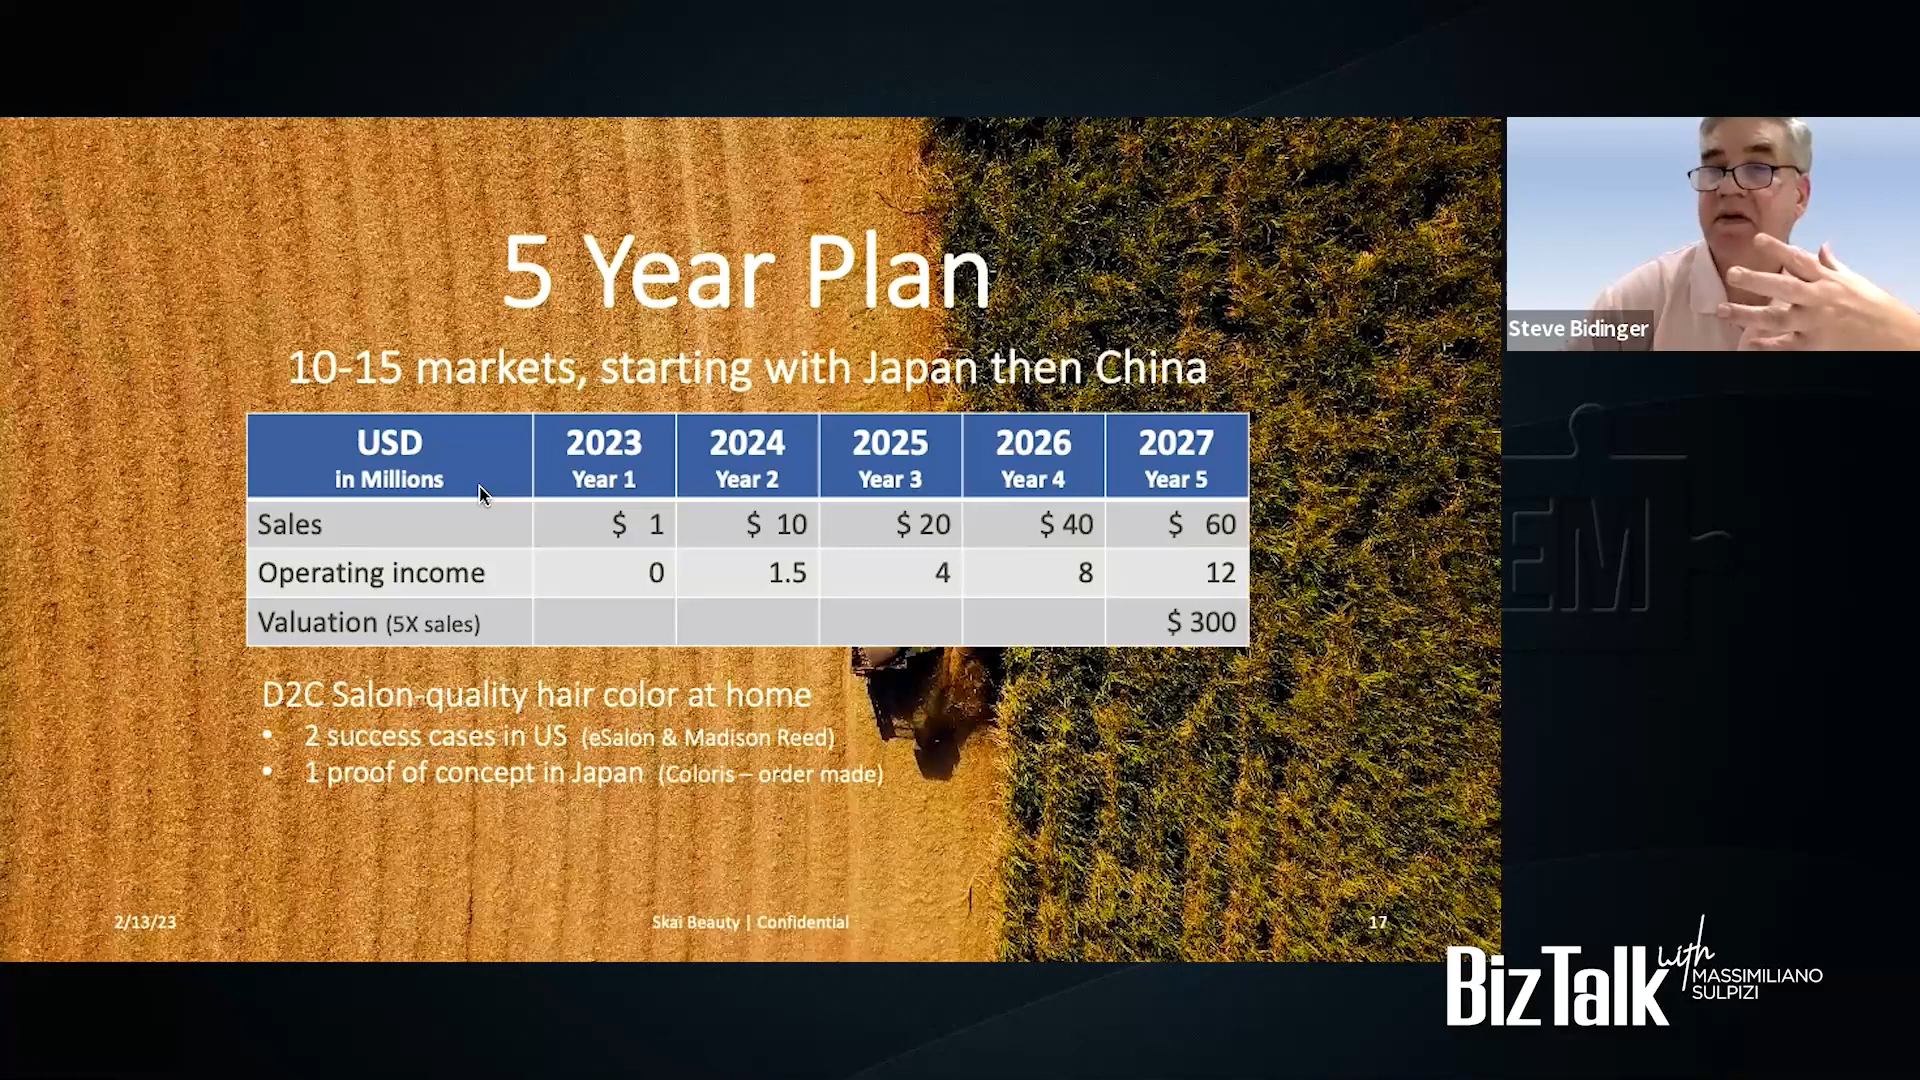 5 Year Plan
10-15 markets, starting with Japan then China
USD 2023 2024 2025 2026 2027
in Millions Year 1 Year 2 Year 3 Year 4 Year 5
Sales $ 1 $ 10 $ 20 $ 40 $ 60
Operating income 0 1.5 4 8 12
Valuation (5X sales) $ 300
D2C Salon-quality hair color at home
• 2 success cases in US (eSalon & Madison Reed)
• 1 proof of concept in Japan (Coloris – order made)
2/13/23 Skai Beauty | Confidential 17
Steve Bidinger
EM
BizTalk with
MASSIMILIANO
SULPIZI